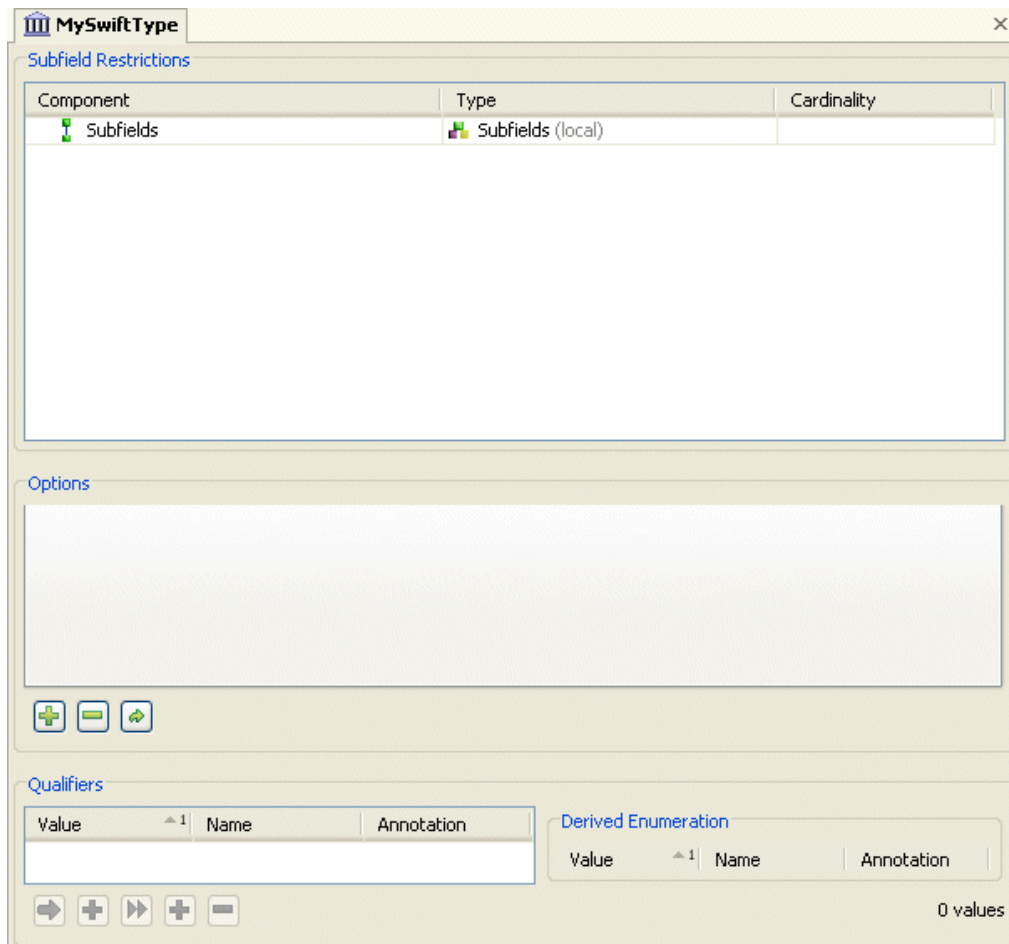 MySwiftType
Subfield Restrictions
Component Type Cardinality
Subfields Subfields (local)
Options
Qualifiers
Value 1 Name Annotation
Derived Enumeration
Value 1 Name Annotation
0 values